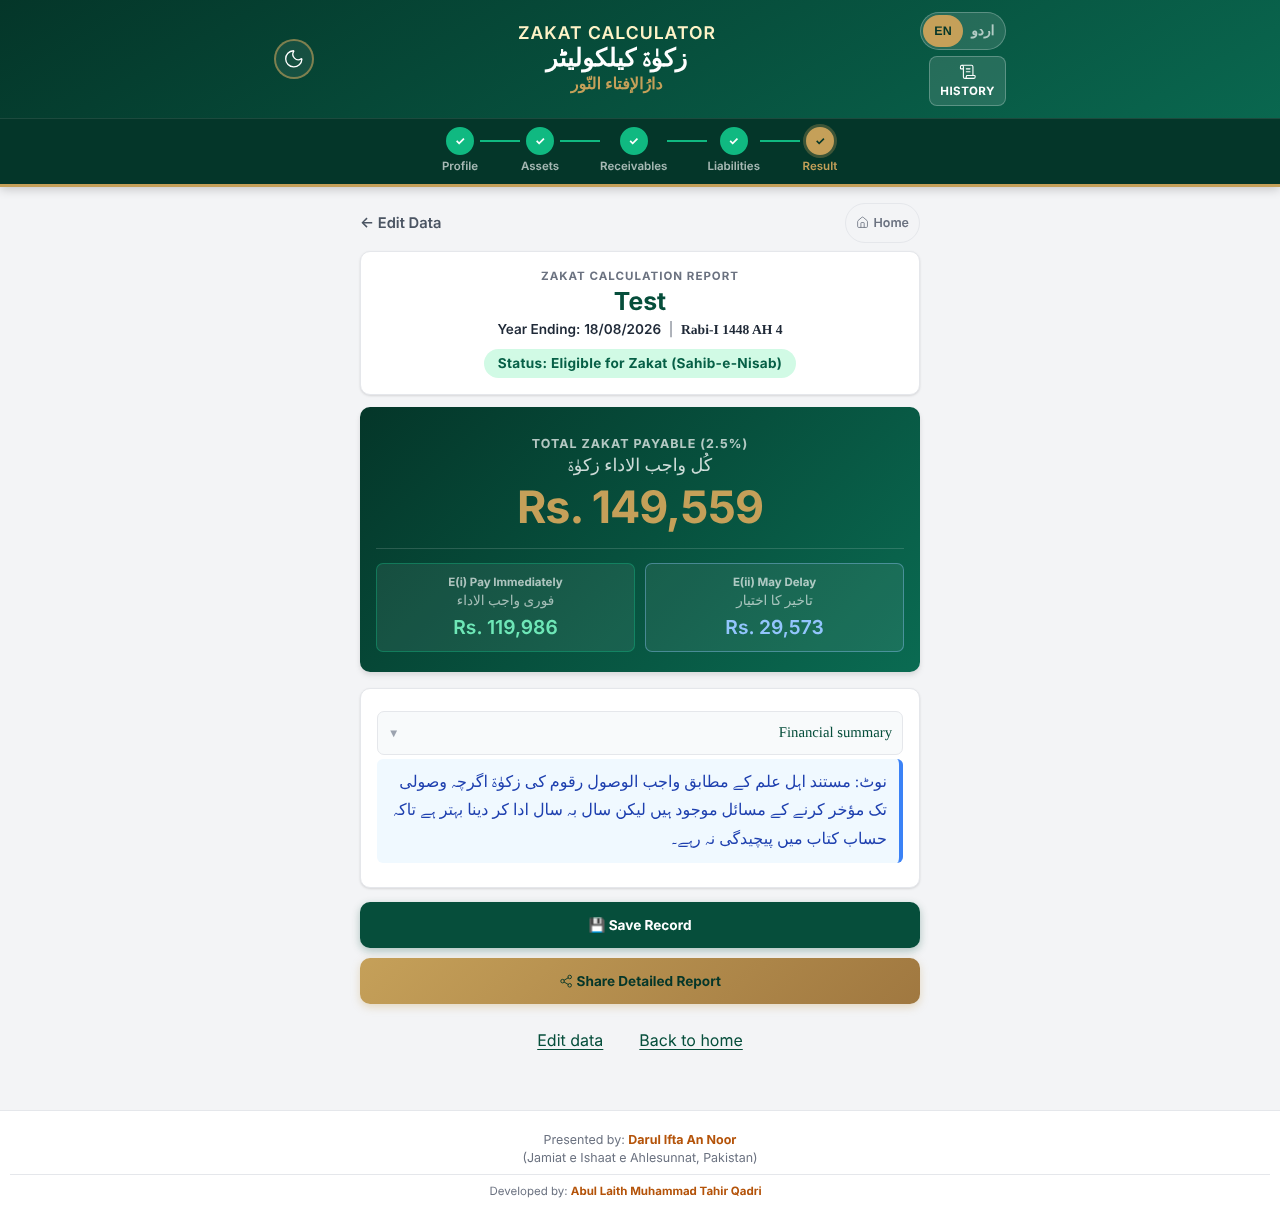 ZAKAT CALCULATOR
زکوٰۃ کیلکولیٹر
دارُالإفتاء النّور
EN اردو
HISTORY
Profile
Assets
Receivables
Liabilities
Result
← Edit Data
Home
ZAKAT CALCULATION REPORT
Test
Year Ending: 18/08/2026 | Rabi-I 1448 AH 4
Status: Eligible for Zakat (Sahib-e-Nisab)
TOTAL ZAKAT PAYABLE (2.5%)
کُل واجب الاداء زکوٰۃ
Rs. 149,559
E(i) Pay Immediately
فوری واجب الاداء
Rs. 119,986
E(ii) May Delay
تاخیر کا اختیار
Rs. 29,573
Financial summary
نوٹ: مستند اہل علم کے مطابق واجب الوصول رقوم کی زکوٰۃ اگرچہ وصولی
تک مؤخر کرنے کے مسائل موجود ہیں لیکن سال بہ سال ادا کر دینا بہتر ہے تاکہ
حساب کتاب میں پیچیدگی نہ رہے۔
💾 Save Record
Share Detailed Report
Edit data
Back to home
Presented by: Darul Ifta An Noor
(Jamiat e Ishaat e Ahlesunnat, Pakistan)
Developed by: Abul Laith Muhammad Tahir Qadri